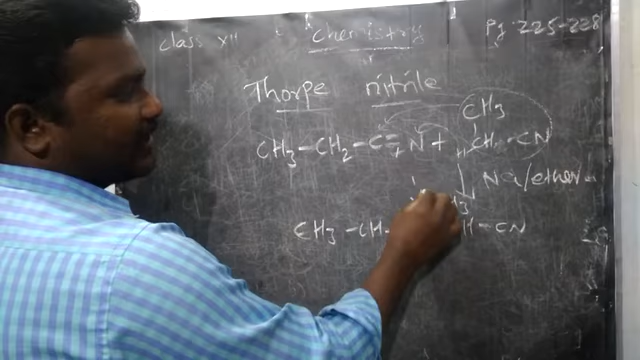 class XII : Chemistry Pg. 225-228
Thorpe nitrile
CH3
CH3-CH2-C≡N + CH-CN
Na/ether
CH3-CH H-CN